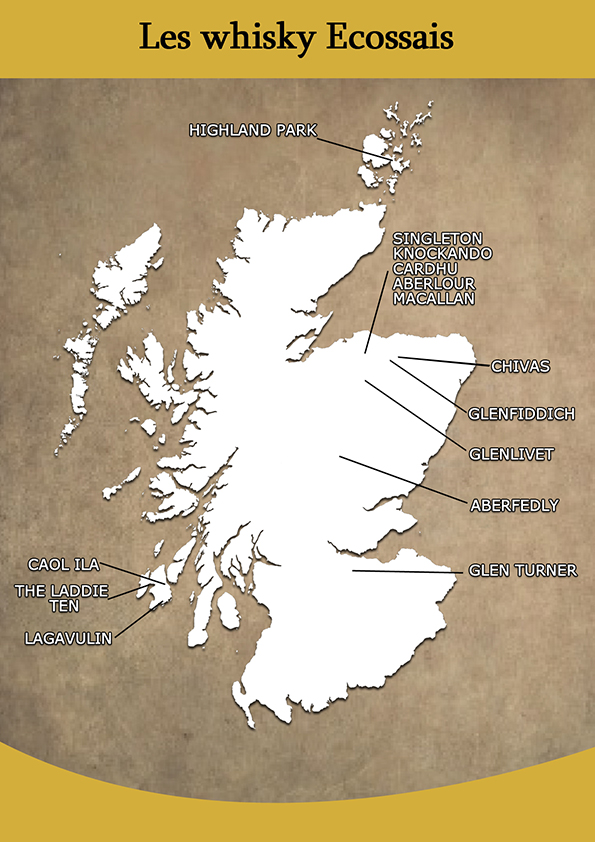 Les whisky Ecossais
HIGHLAND PARK
SINGLETON
KNOCKANDO
CARDHU
ABERLOUR
MACALLAN
CHIVAS
GLENFIDDICH
GLENLIVET
ABERFEDLY
GLEN TURNER
CAOL ILA
THE LADDIE
TEN
LAGAVULIN